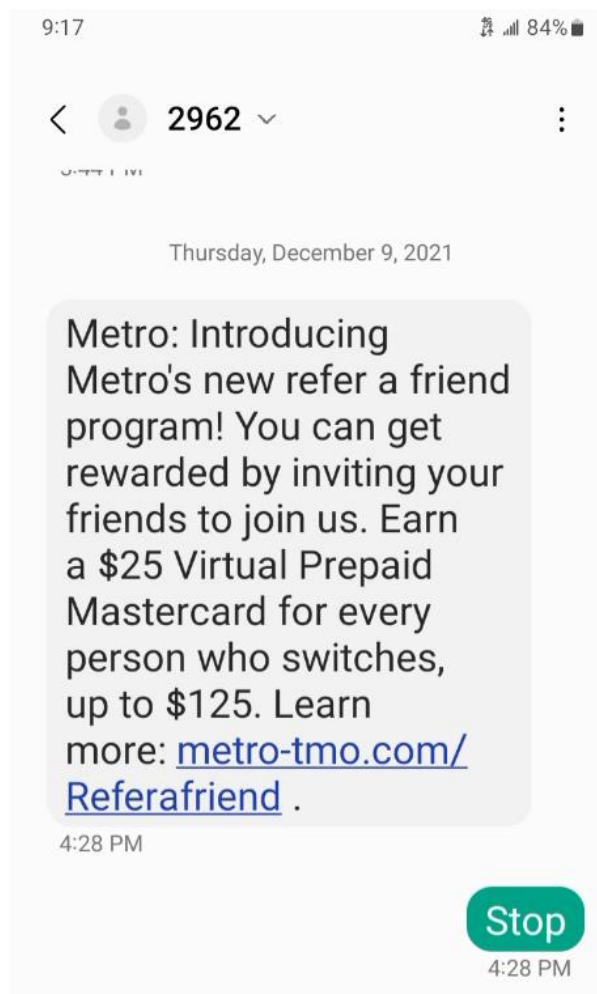 9:17
84%
2962
Thursday, December 9, 2021
Metro: Introducing
Metro's new refer a friend
program! You can get
rewarded by inviting your
friends to join us. Earn
a $25 Virtual Prepaid
Mastercard for every
person who switches,
up to $125. Learn
more: metro-tmo.com/
Referafriend .
4:28 PM
Stop
4:28 PM